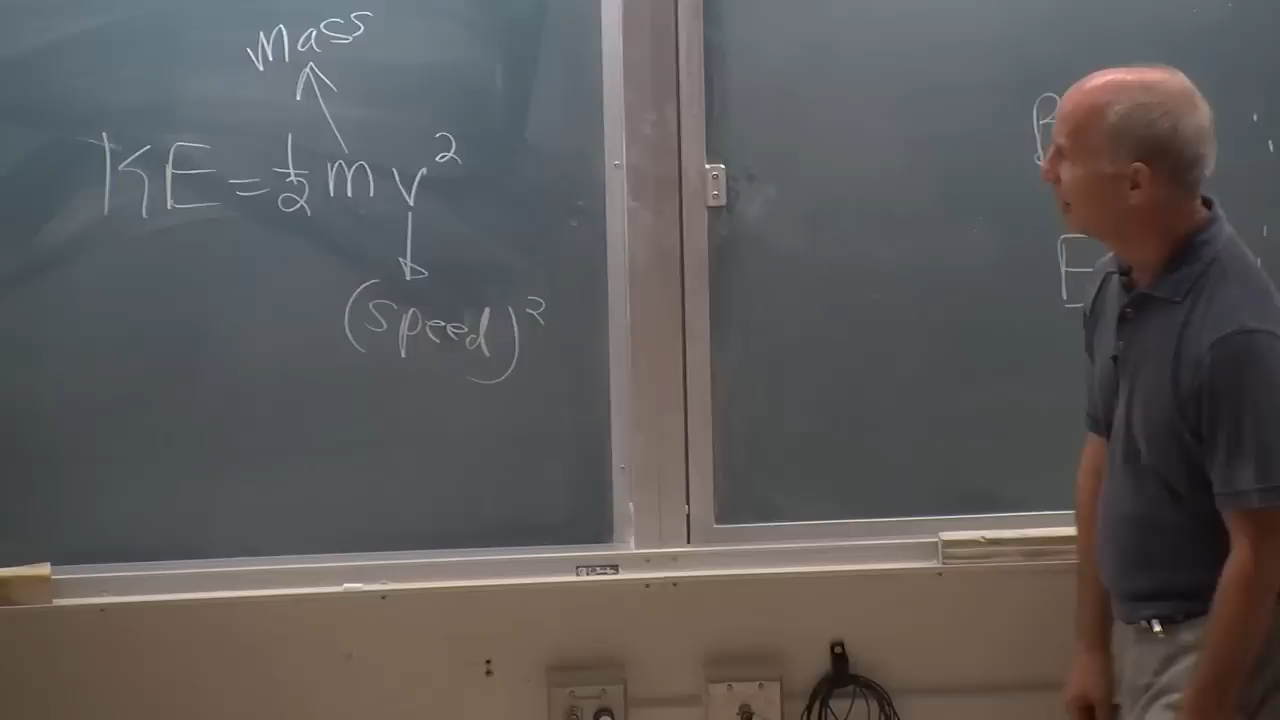 mass
KE = 1/2 m v²
(speed)²
E